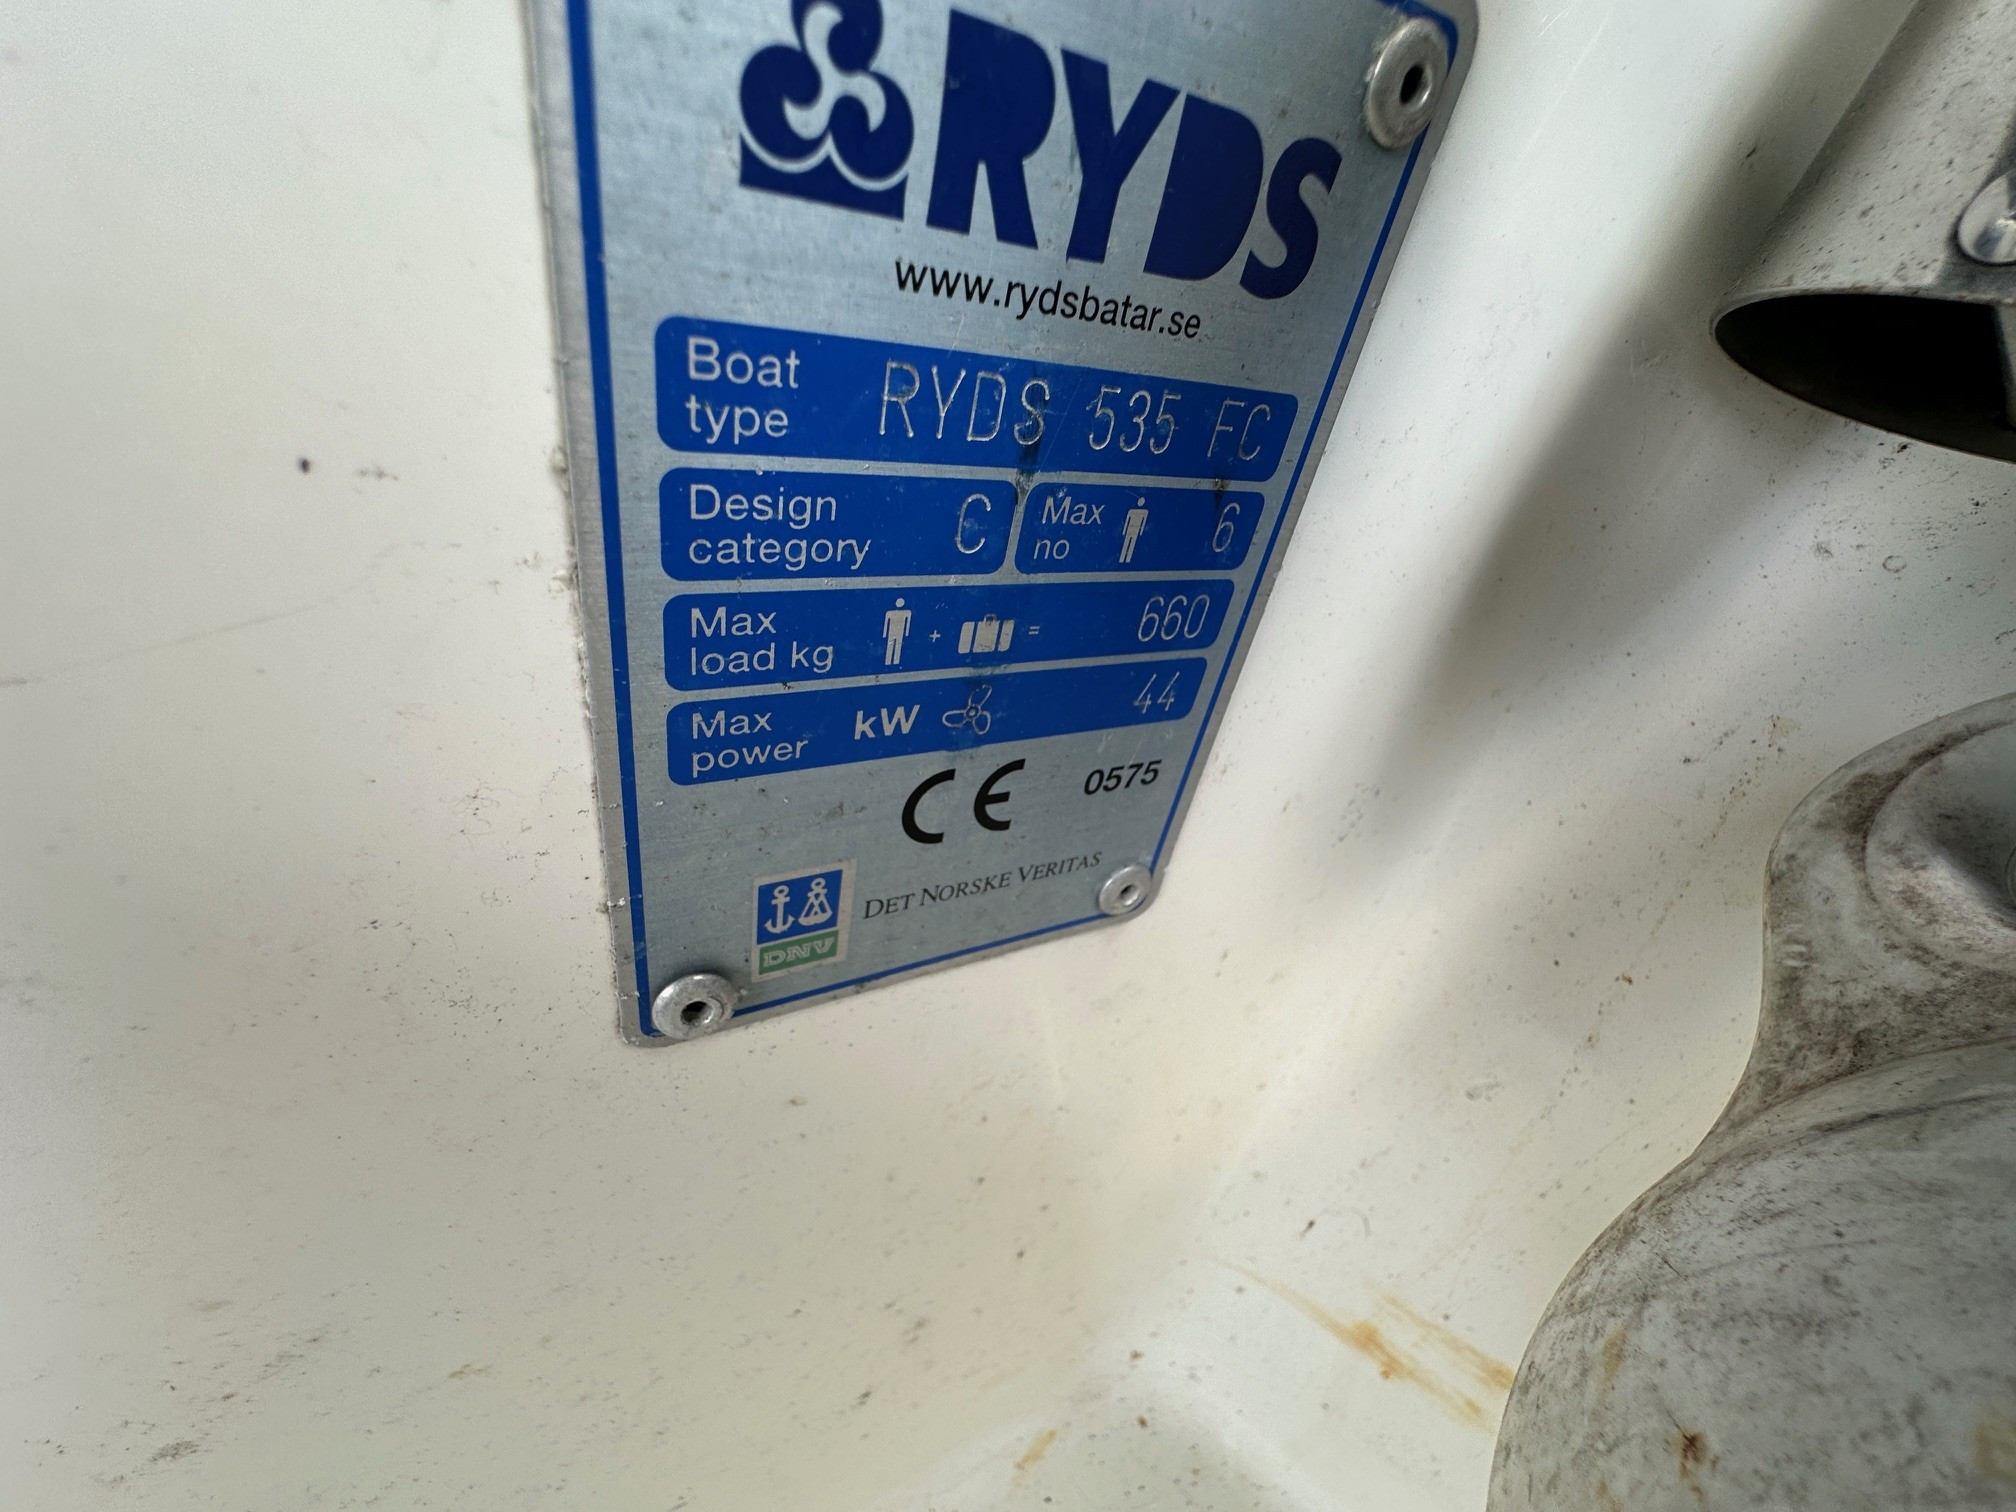 RYDS
www.rydsbatar.se
Boat type RYDS 535 FC
Design category C Max no 6
Max load kg + = 660
Max power kW 44
CE 0575
DET NORSKE VERITAS
DNV